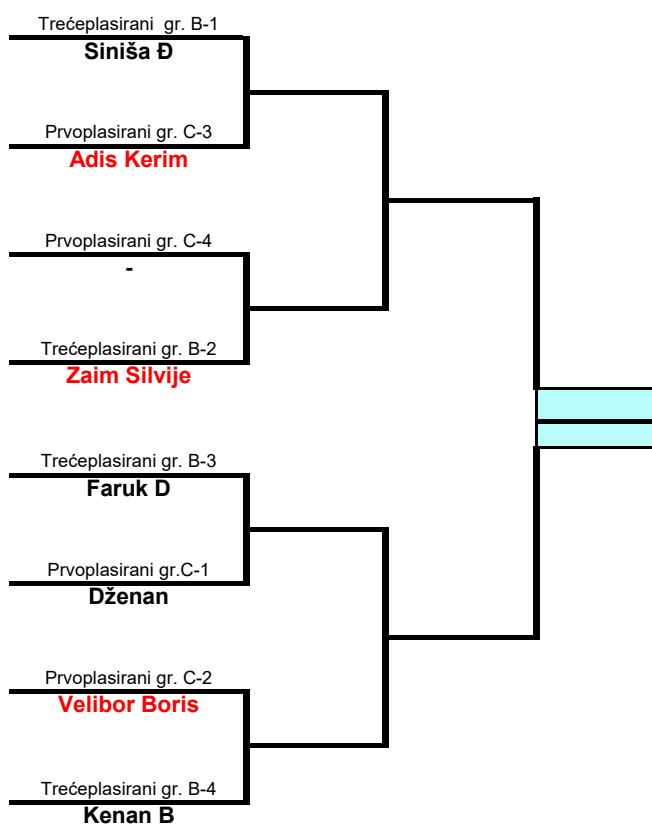 Trećeplasirani  gr. B-1
Siniša Đ
Prvoplasirani gr. C-3
Adis Kerim
Prvoplasirani gr. C-4
-
Trećeplasirani gr. B-2
Zaim Silvije
Trećeplasirani gr. B-3
Faruk D
Prvoplasirani gr.C-1
Dženan
Prvoplasirani gr. C-2
Velibor Boris
Trećeplasirani gr. B-4
Kenan B